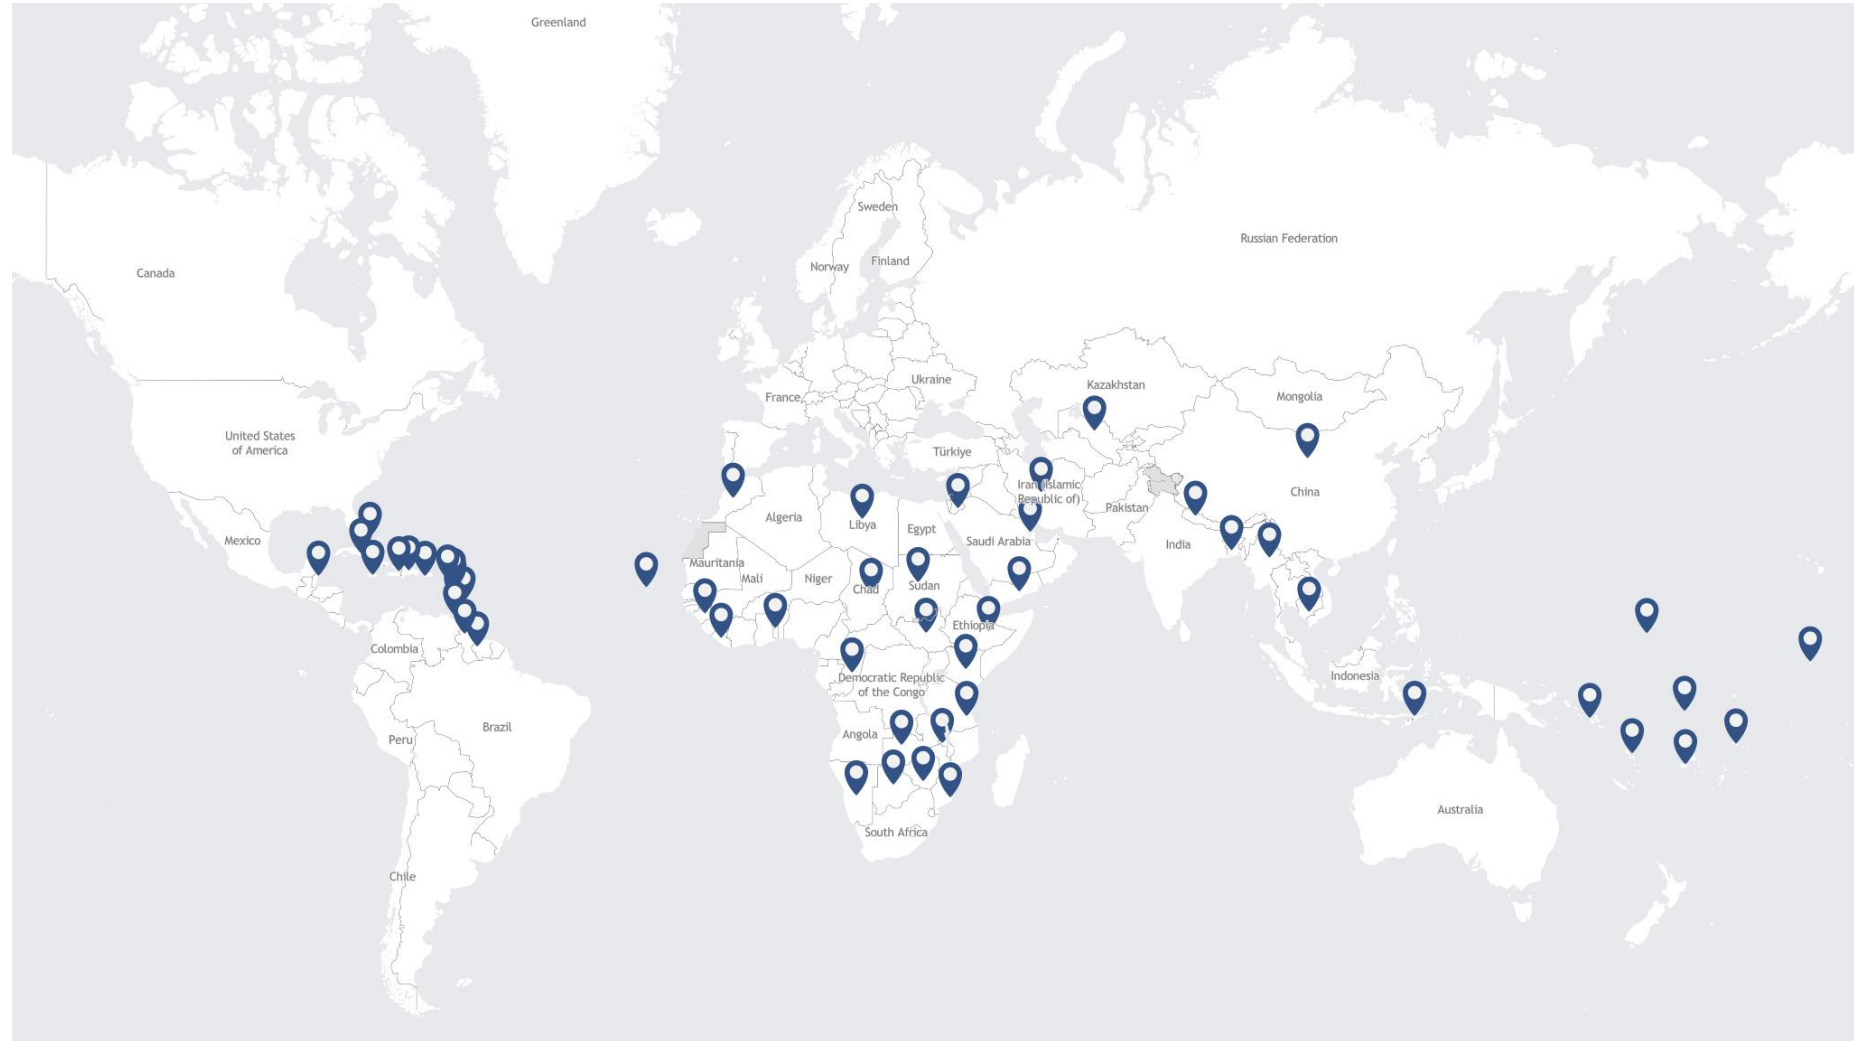 Greenland
Sweden
Russian Federation
Finland
Norway
Canada
Ukraine
Kazakhstan
France
Mongolia
United States
of America
Türkiye
Iran (Islamic
Republic of)
China
Pakistan
Algeria
Libya
Egypt
Mexico
Saudi Arabia
India
Mauritania
Mali
Niger
Chad
Sudan
Ethiopia
Colombia
Democratic Republic
of the Congo
Indonesia
Brazil
Angola
Peru
Australia
South Africa
Chile